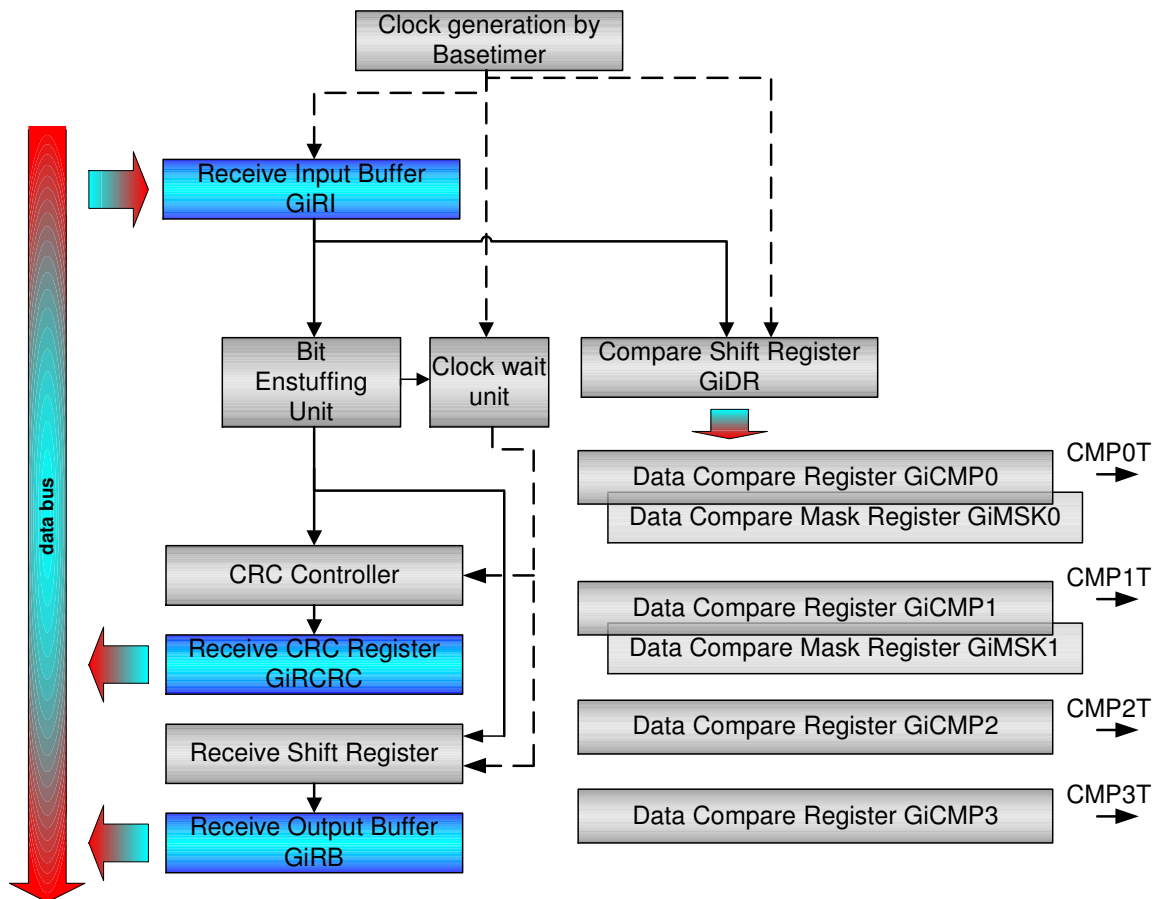 Clock generation by
Basetimer
Receive Input Buffer
GiRI
Bit
Enstuffing
Unit
Clock wait
unit
Compare Shift Register
GiDR
data bus
CMP0T
Data Compare Register GiCMP0
Data Compare Mask Register GiMSK0
CRC Controller
CMP1T
Data Compare Register GiCMP1
Data Compare Mask Register GiMSK1
Receive CRC Register
GiRCRC
CMP2T
Data Compare Register GiCMP2
Receive Shift Register
CMP3T
Data Compare Register GiCMP3
Receive Output Buffer
GiRB